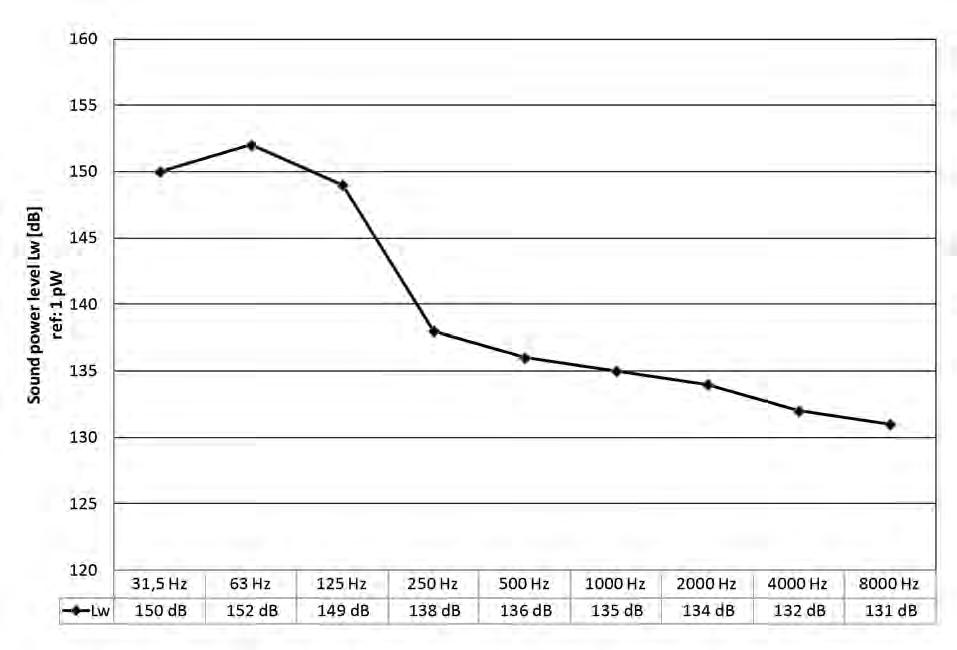 160
155
150
145
140
135
130
125
120
Sound power level Lw [dB]
ref: 1 pW
31,5 Hz 63 Hz 125 Hz 250 Hz 500 Hz 1000 Hz 2000 Hz 4000 Hz 8000 Hz
Lw 150 dB 152 dB 149 dB 138 dB 136 dB 135 dB 134 dB 132 dB 131 dB